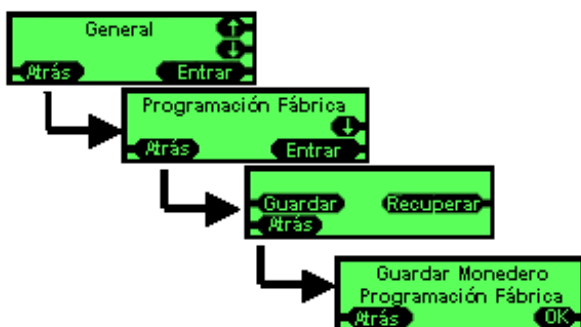 General ↑
↓
Atrás Entrar
Programación Fábrica
↓
Atrás Entrar
Guardar Recuperar
Atrás
Guardar Monedero
Programación Fábrica
Atrás OK